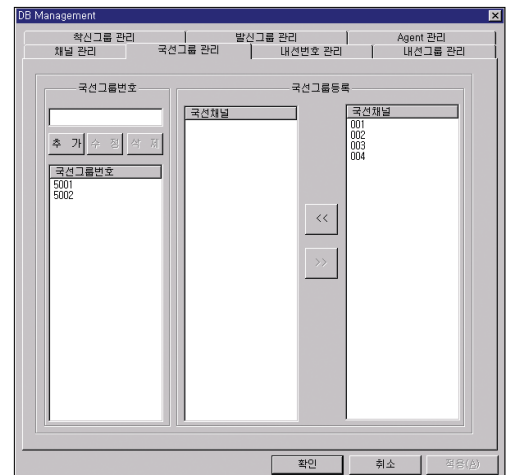 DB Management
착신그룹 관리 발신그룹 관리 Agent 관리
채널 관리 국선그룹 관리 내선번호 관리 내선그룹 관리
국선그룹번호
추 가 수 정 삭 제
국선그룹번호
5001
5002
국선그룹등록
국선채널
<<
>>
국선채널
001
002
003
004
확인 취소 적용(A)